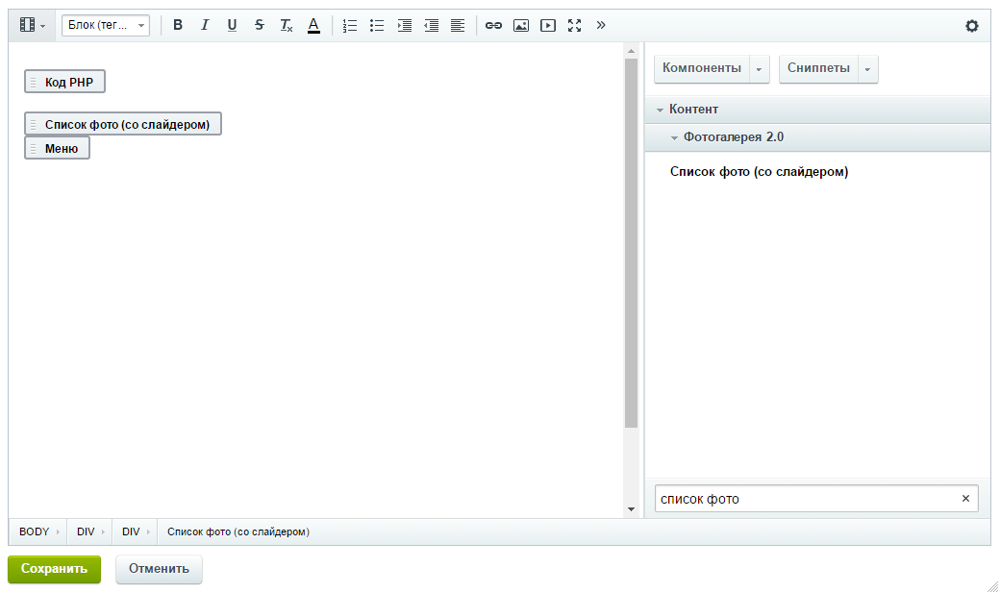 Блок (тег ...
B I U S Tx A
Код PHP
Список фото (со слайдером)
Меню
Компоненты
Сниппеты
Контент
Фотогалерея 2.0
Список фото (со слайдером)
список фото
BODY DIV DIV Список фото (со слайдером)
Сохранить
Отменить